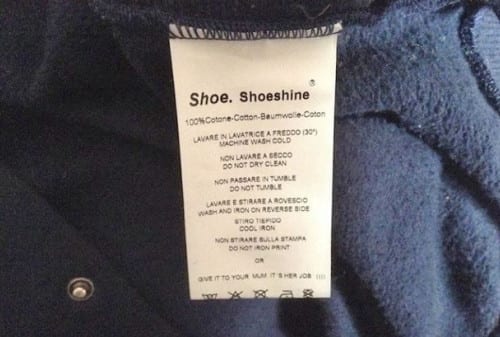 Shoe. Shoeshine ®
100%Cotone-Cotton-Baumwolle-Coton
LAVARE IN LAVATRICE A FREDDO (30°)
MACHINE WASH COLD
NON LAVARE A SECCO
DO NOT DRY CLEAN
NON PASSARE IN TUMBLE
DO NOT TUMBLE
LAVARE E STIRARE A ROVESCIO
WASH AND IRON ON REVERSE SIDE
STIRO TIEPIDO
COOL IRON
NON STIRARE SULLA STAMPA
DO NOT IRON PRINT
OR
GIVE IT TO YOUR MUM IT'S HER JOB !!!!